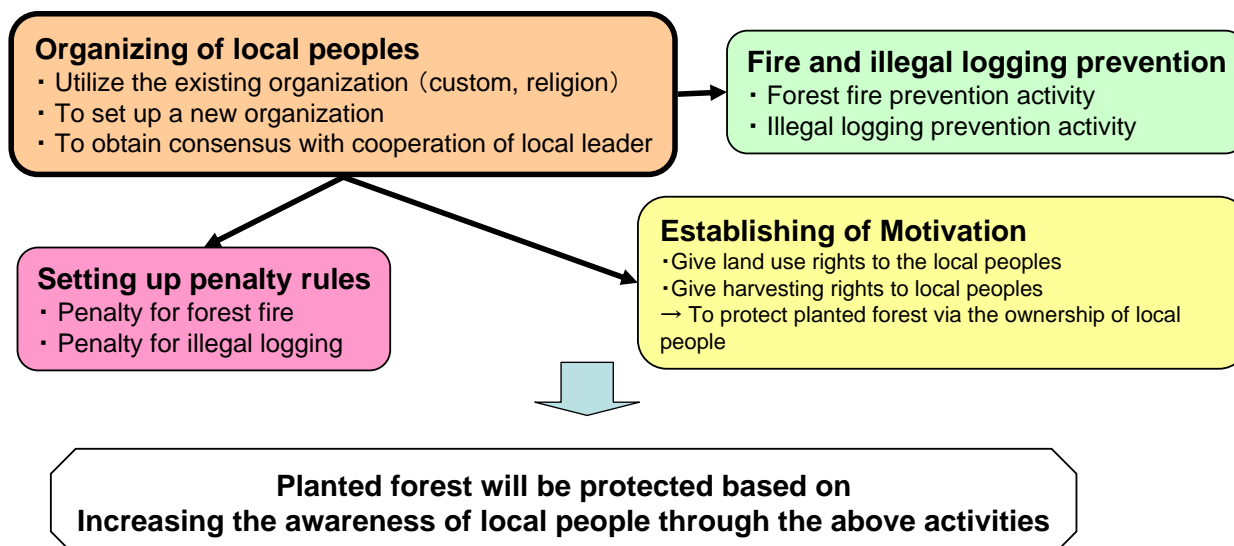 Organizing of local peoples
・Utilize the existing organization（custom, religion）
・To set up a new organization
・To obtain consensus with cooperation of local leader
Fire and illegal logging prevention
・Forest fire prevention activity
・Illegal logging prevention activity
Setting up penalty rules
・Penalty for forest fire
・Penalty for illegal logging
Establishing of Motivation
・Give land use rights to the local peoples
・Give harvesting rights to local peoples
→ To protect planted forest via the ownership of local
people
Planted forest will be protected based on
Increasing the awareness of local people through the above activities